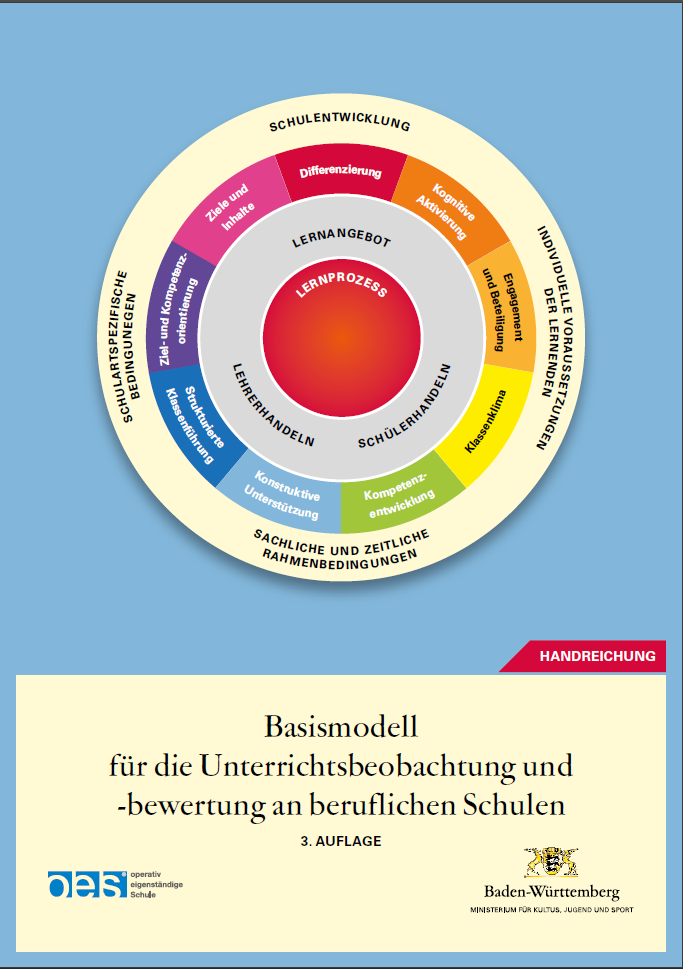 SCHULENTWICKLUNG
Differenzierung
Ziele und
Inhalte
Kognitive
Aktivierung
LERNANGEBOT
LERNPROZESS
INDIVIDUELLE VORAUSSETZUNGEN
DER LERNENDEN
Engagement
und Beteiligung
Ziel- und Kompetenz-
orientierung
SCHULARTSPEZIFISCHE
BEDINGUNEGEN
LEHRERHANDELN
SCHÜLERHANDELN
Strukturierte
Klassenführung
Klassenklima
Konstruktive
Unterstützung
Kompetenz-
entwicklung
SACHLICHE UND ZEITLICHE
RAHMENBEDINGUNGEN
HANDREICHUNG
Basismodell
für die Unterrichtsbeobachtung und
-bewertung an beruflichen Schulen
3. AUFLAGE
oes
operativ
eigenständige
Schule
Baden-Württemberg
MINISTERIUM FÜR KULTUS, JUGEND UND SPORT